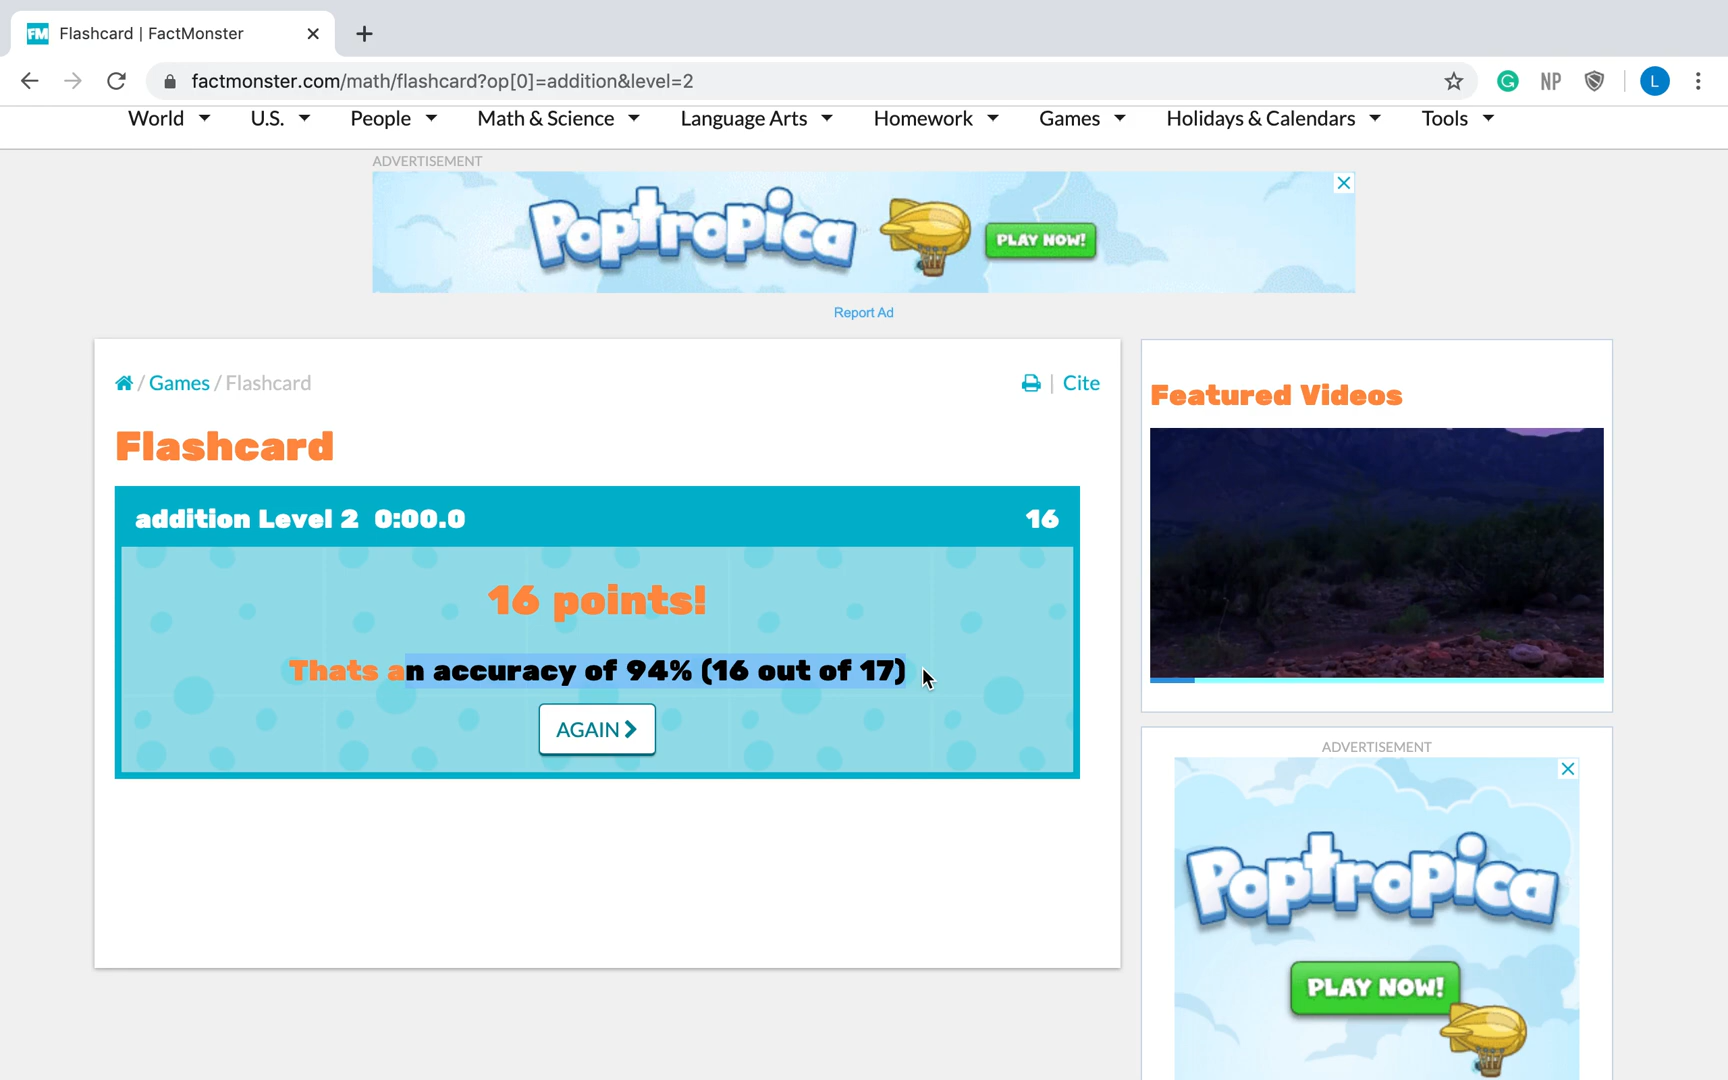 FM Flashcard | FactMonster
factmonster.com/math/flashcard?op[0]=addition&level=2
NP
L
World U.S. People Math & Science Language Arts Homework Games Holidays & Calendars Tools
ADVERTISEMENT
Poptropica PLAY NOW!
Report Ad
/ Games / Flashcard
| Cite
Flashcard
addition Level 2 0:00.0 16
16 points!
Thats an accuracy of 94% (16 out of 17)
AGAIN
Featured Videos
ADVERTISEMENT
Poptropica
PLAY NOW!